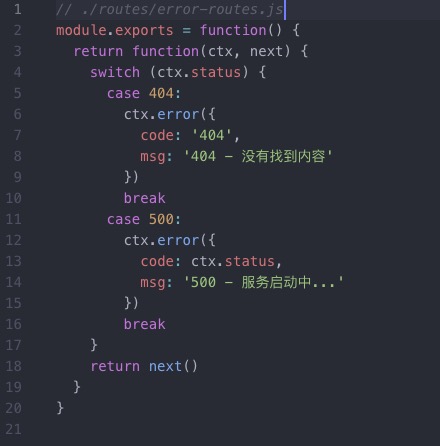 1 // ./routes/error-routes.js
2 module.exports = function() {
3   return function(ctx, next) {
4     switch (ctx.status) {
5       case 404:
6         ctx.error({
7           code: '404',
8           msg: '404 - 没有找到内容'
9         })
10         break
11       case 500:
12         ctx.error({
13           code: ctx.status,
14           msg: '500 - 服务启动中...'
15         })
16         break
17     }
18     return next()
19   }
20 }
21